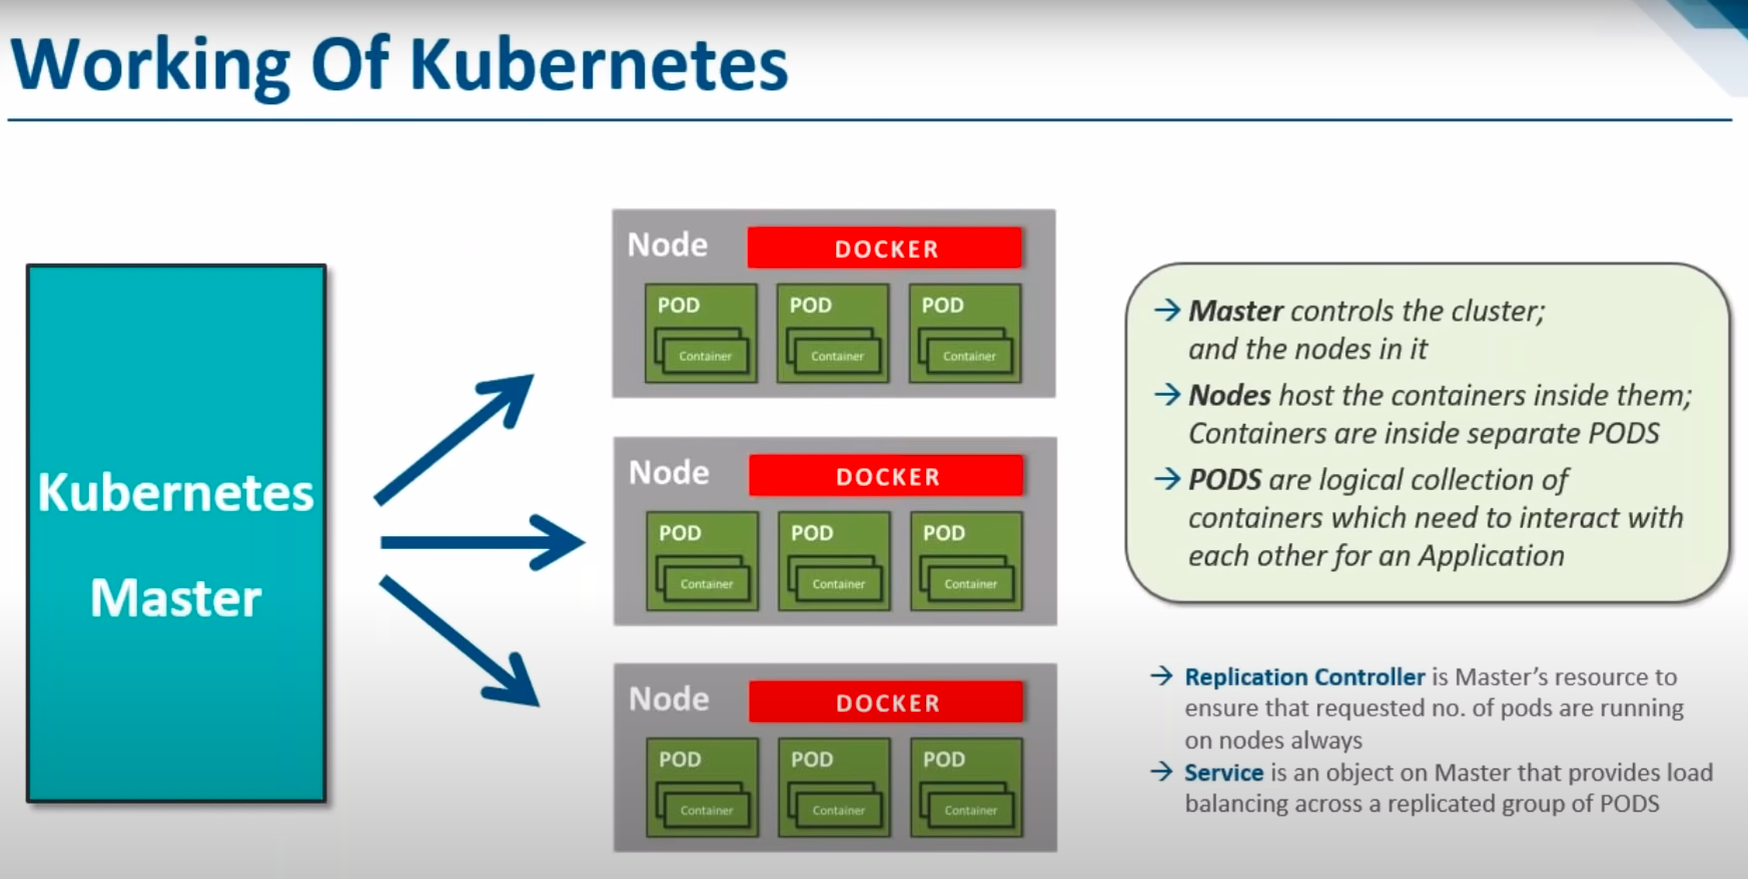 Working Of Kubernetes
Kubernetes
Master
Node
DOCKER
POD
POD
POD
Container
Container
Container
Node
DOCKER
POD
POD
POD
Container
Container
Container
Node
DOCKER
POD
POD
POD
Container
Container
Container
→ Master controls the cluster;
and the nodes in it
→ Nodes host the containers inside them;
Containers are inside separate PODS
→ PODS are logical collection of
containers which need to interact with
each other for an Application
→ Replication Controller is Master's resource to
ensure that requested no. of pods are running
on nodes always
→ Service is an object on Master that provides load
balancing across a replicated group of PODS